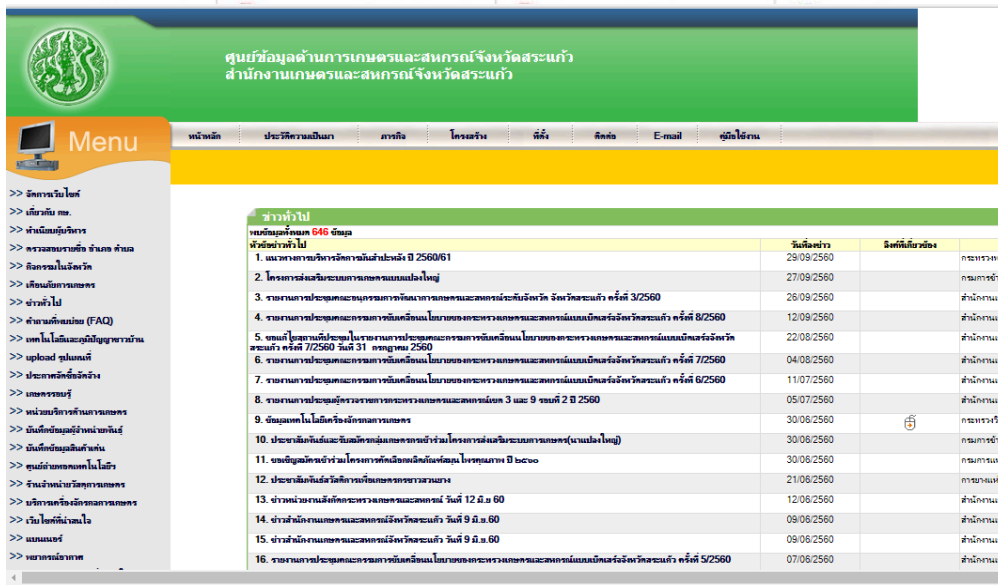 ศูนย์ข้อมูลด้านการเกษตรและสหกรณ์จังหวัดสระแก้ว
สำนักงานเกษตรและสหกรณ์จังหวัดสระแก้ว
Menu
หน้าหลัก ประวัติความเป็นมา ภารกิจ โครงสร้าง ที่ตั้ง ติดต่อ E-mail คู่มือใช้งาน
>> จัดการเว็บไซต์
>> เกี่ยวกับ กษ.
>> ทำเนียบผู้บริหาร
>> ตรวจสอบรายชื่อ อำเภอ ตำบล
>> กิจกรรมในจังหวัด
>> เตือนภัยการเกษตร
>> ข่าวทั่วไป
>> คำถามที่พบบ่อย (FAQ)
>> เทคโนโลยีและภูมิปัญญาชาวบ้าน
>> upload รูปแผนที่
>> ประกาศจัดซื้อจัดจ้าง
>> เกษตรรอบรู้
>> หน่วยบริการด้านการเกษตร
>> บันทึกข้อมูลผู้จำหน่ายพันธุ์
>> บันทึกข้อมูลสินค้าเด่น
>> ศูนย์ถ่ายทอดเทคโนโลยีฯ
>> ร้านจำหน่ายวัสดุการเกษตร
>> บริการเครื่องจักรกลการเกษตร
>> เว็บไซต์ที่น่าสนใจ
>> แบนเนอร์
>> พยากรณ์อากาศ
ข่าวทั่วไป
พบข้อมูลทั้งหมด 646 ข้อมูล
หัวข้อข่าวทั่วไป วันที่ลงข่าว ลิงค์ที่เกี่ยวข้อง
1. แนวทางการบริหารจัดการมันสำปะหลัง ปี 2560/61 29/09/2560
2. โครงการส่งเสริมระบบการเกษตรแบบแปลงใหญ่ 27/09/2560
3. รายงานการประชุมคณะอนุกรรมการพัฒนาการเกษตรและสหกรณ์ระดับจังหวัด จังหวัดสระแก้ว ครั้งที่ 3/2560 26/09/2560
4. รายงานการประชุมคณะกรรมการขับเคลื่อนนโยบายของกระทรวงเกษตรและสหกรณ์แบบเบ็ดเสร็จจังหวัดสระแก้ว ครั้งที่ 8/2560 12/09/2560
5. ขอแก้ไขสถานที่ประชุมในรายงานการประชุมคณะกรรมการขับเคลื่อนนโยบายของกระทรวงเกษตรและสหกรณ์แบบเบ็ดเสร็จจังหวัด 22/08/2560
สระแก้ว ครั้งที่ 7/2560 วันที่ 31 กรกฎาคม 2560
6. รายงานการประชุมคณะกรรมการขับเคลื่อนนโยบายของกระทรวงเกษตรและสหกรณ์แบบเบ็ดเสร็จจังหวัดสระแก้ว ครั้งที่ 7/2560 04/08/2560
7. รายงานการประชุมคณะกรรมการขับเคลื่อนนโยบายของกระทรวงเกษตรและสหกรณ์แบบเบ็ดเสร็จจังหวัดสระแก้ว ครั้งที่ 6/2560 11/07/2560
8. รายงานการประชุมผู้ตรวจราชการกระทรวงเกษตรและสหกรณ์เขต 3 และ 9 รอบที่ 2 ปี 2560 05/07/2560
9. ข้อมูลเทคโนโลยีเครื่องจักรกลการเกษตร 30/06/2560
10. ประชาสัมพันธ์และรับสมัครกลุ่มเกษตรกรเข้าร่วมโครงการส่งเสริมระบบการเกษตร(นาแปลงใหญ่) 30/06/2560
11. ขอเชิญสมัครเข้าร่วมโครงการคัดเลือกผลิตภัณฑ์สมุนไพรคุณภาพ ปี ๒๕๖๐ 30/06/2560
12. ประชาสัมพันธ์สวัสดิการเพื่อเกษตรกรชาวสวนยาง 21/06/2560
13. ข่าวหน่วยงานสังกัดกระทรวงเกษตรและสหกรณ์ วันที่ 12 มิ.ย 60 12/06/2560
14. ข่าวสำนักงานเกษตรและสหกรณ์จังหวัดสระแก้ว วันที่ 9 มิ.ย.60 09/06/2560
15. ข่าวสำนักงานเกษตรและสหกรณ์จังหวัดสระแก้ว วันที่ 9 มิ.ย.60 09/06/2560
16. รายงานการประชุมคณะกรรมการขับเคลื่อนนโยบายของกระทรวงเกษตรและสหกรณ์แบบเบ็ดเสร็จจังหวัดสระแก้ว ครั้งที่ 5/2560 07/06/2560